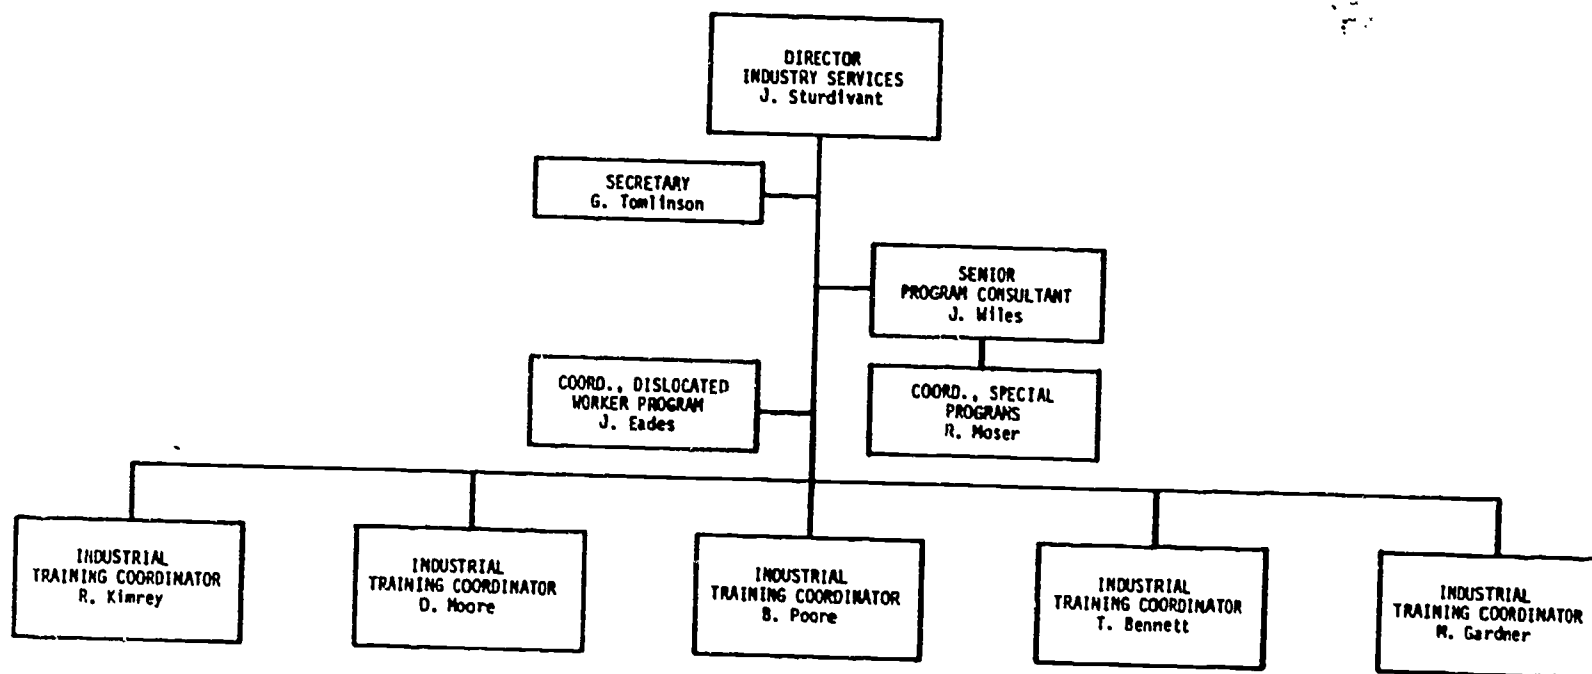 DIRECTOR
INDUSTRY SERVICES
J. Sturdivant
SECRETARY
G. Tomlinson
SENIOR
PROGRAM CONSULTANT
J. Wiles
COORD., DISLOCATED
WORKER PROGRAM
J. Eades
COORD., SPECIAL
PROGRAMS
R. Moser
INDUSTRIAL
TRAINING COORDINATOR
R. Kimrey
INDUSTRIAL
TRAINING COORDINATOR
D. Moore
INDUSTRIAL
TRAINING COORDINATOR
B. Poore
INDUSTRIAL
TRAINING COORDINATOR
T. Bennett
INDUSTRIAL
TRAINING COORDINATOR
M. Gardner